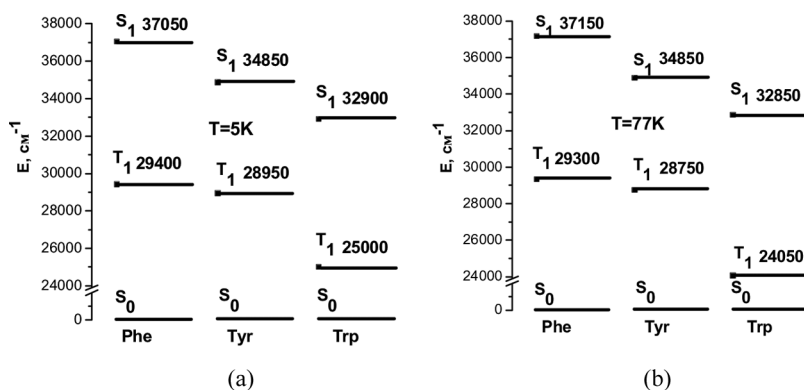 38000
36000
34000
32000
30000
28000
26000
24000
0
E, см⁻¹
S₁ 37050
S₁ 34850
S₁ 32900
T=5K
T₁ 29400
T₁ 28950
T₁ 25000
S₀ S₀ S₀
Phe Tyr Trp
(a)
38000
36000
34000
32000
30000
28000
26000
24000
0
E, см⁻¹
S₁ 37150
S₁ 34850
S₁ 32850
T=77K
T₁ 29300
T₁ 28750
T₁ 24050
S₀ S₀ S₀
Phe Tyr Trp
(b)